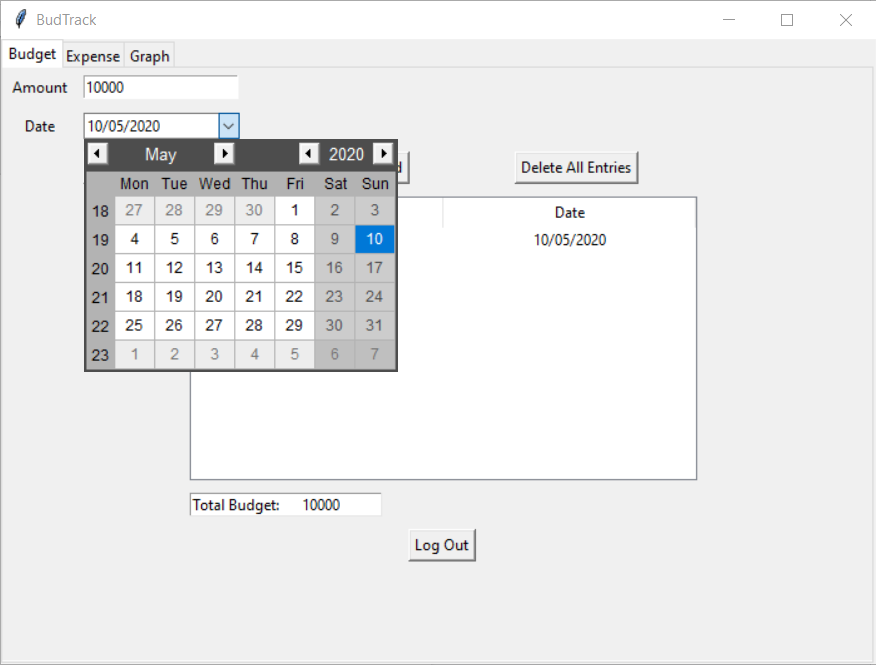 BudTrack
Budget Expense Graph
Amount 10000
Date 10/05/2020
May 2020
Delete All Entries
Mon Tue Wed Thu Fri Sat Sun
18 27 28 29 30 1 2 3
Date
19 4 5 6 7 8 9 10
10/05/2020
20 11 12 13 14 15 16 17
21 18 19 20 21 22 23 24
22 25 26 27 28 29 30 31
23 1 2 3 4 5 6 7
Total Budget: 10000
Log Out